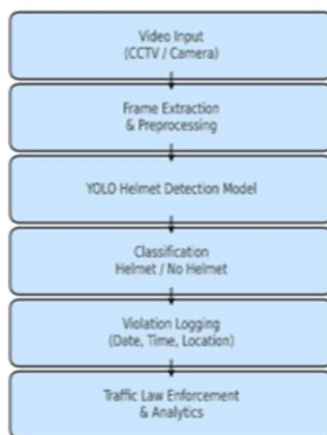 Video Input
(CCTV / Camera)
Frame Extraction
& Preprocessing
YOLO Helmet Detection Model
Classification
Helmet / No Helmet
Violation Logging
(Date, Time, Location)
Traffic Law Enforcement
& Analytics